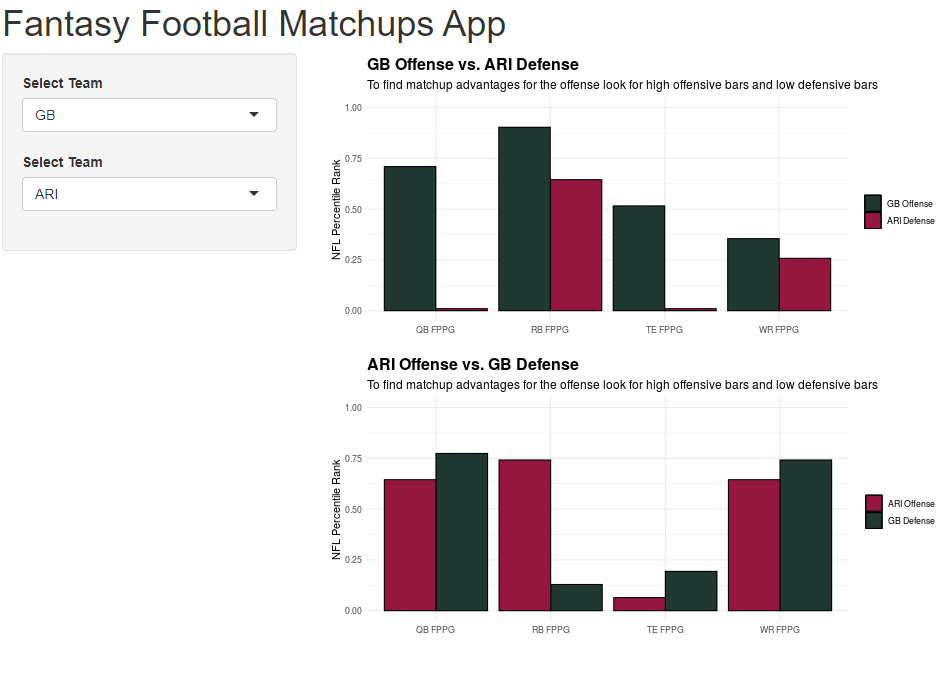 Fantasy Football Matchups App
Select Team
GB
Select Team
ARI
GB Offense vs. ARI Defense
To find matchup advantages for the offense look for high offensive bars and low defensive bars
NFL Percentile Rank
1.00
0.75
0.50
0.25
0.00
QB FPPG
RB FPPG
TE FPPG
WR FPPG
GB Offense
ARI Defense
ARI Offense vs. GB Defense
To find matchup advantages for the offense look for high offensive bars and low defensive bars
NFL Percentile Rank
1.00
0.75
0.50
0.25
0.00
QB FPPG
RB FPPG
TE FPPG
WR FPPG
ARI Offense
GB Defense